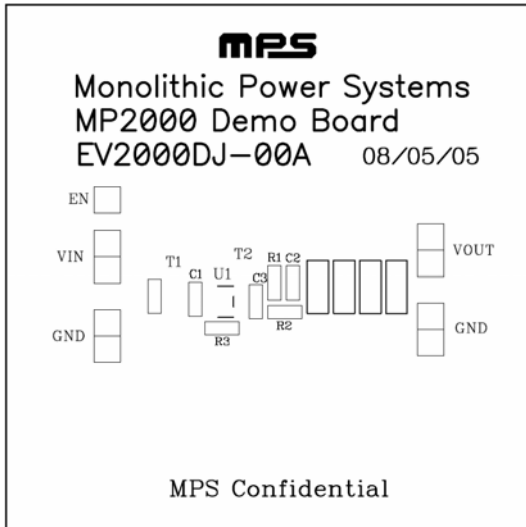 MPS
Monolithic Power Systems
MP2000 Demo Board
EV2000DJ-00A 08/05/05
EN
VIN
GND
T1
C1
U1
T2
C3
R1
C2
R2
R3
VOUT
GND
MPS Confidential